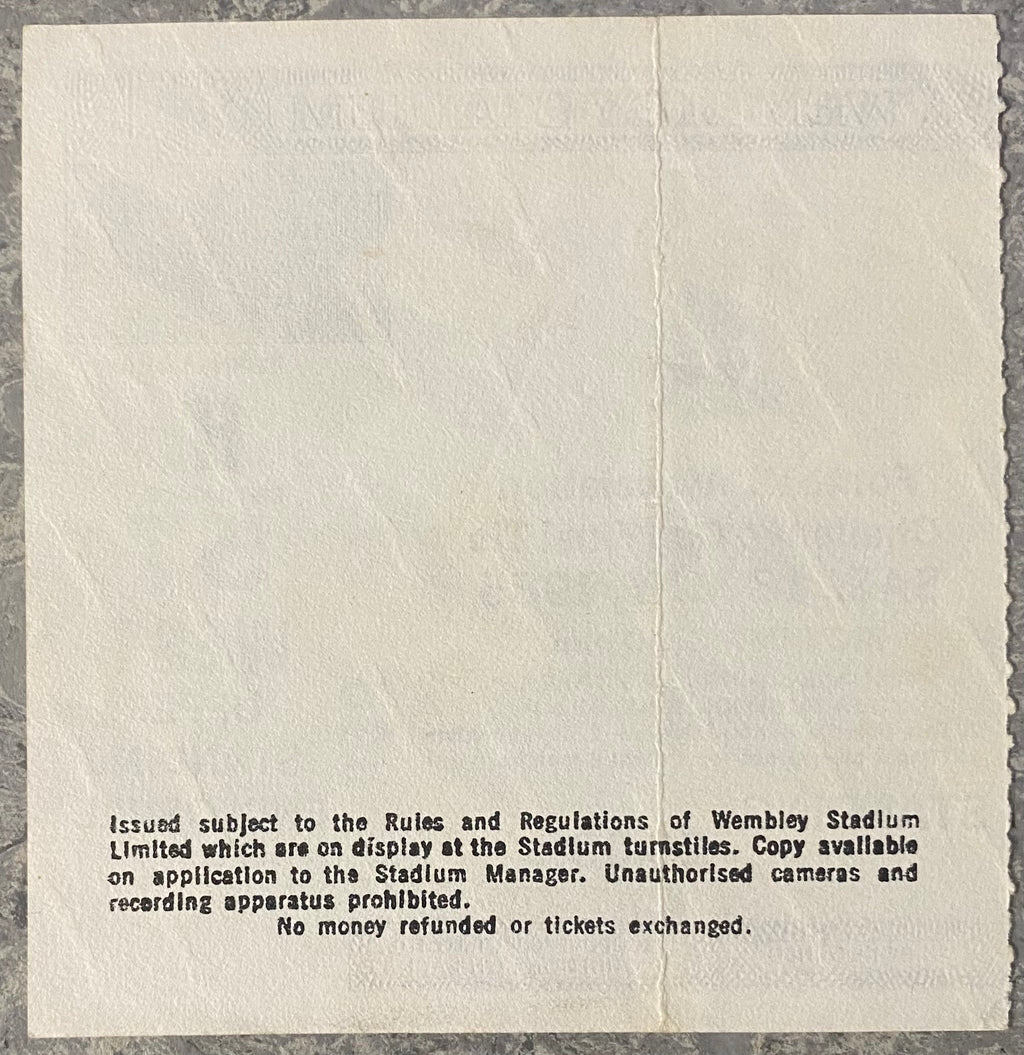 Issued subject to the Rules and Regulations of Wembley Stadium
Limited which are on display at the Stadium turnstiles. Copy available
on application to the Stadium Manager. Unauthorised cameras and
recording apparatus prohibited.
No money refunded or tickets exchanged.